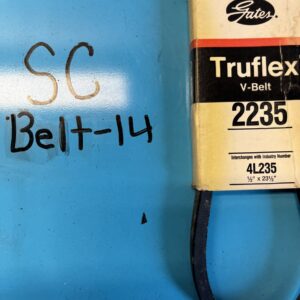 SC
Belt-14
Gates
Truflex
V-Belt
2235
Interchanges with Industry Number
4L235
½" x 23½"